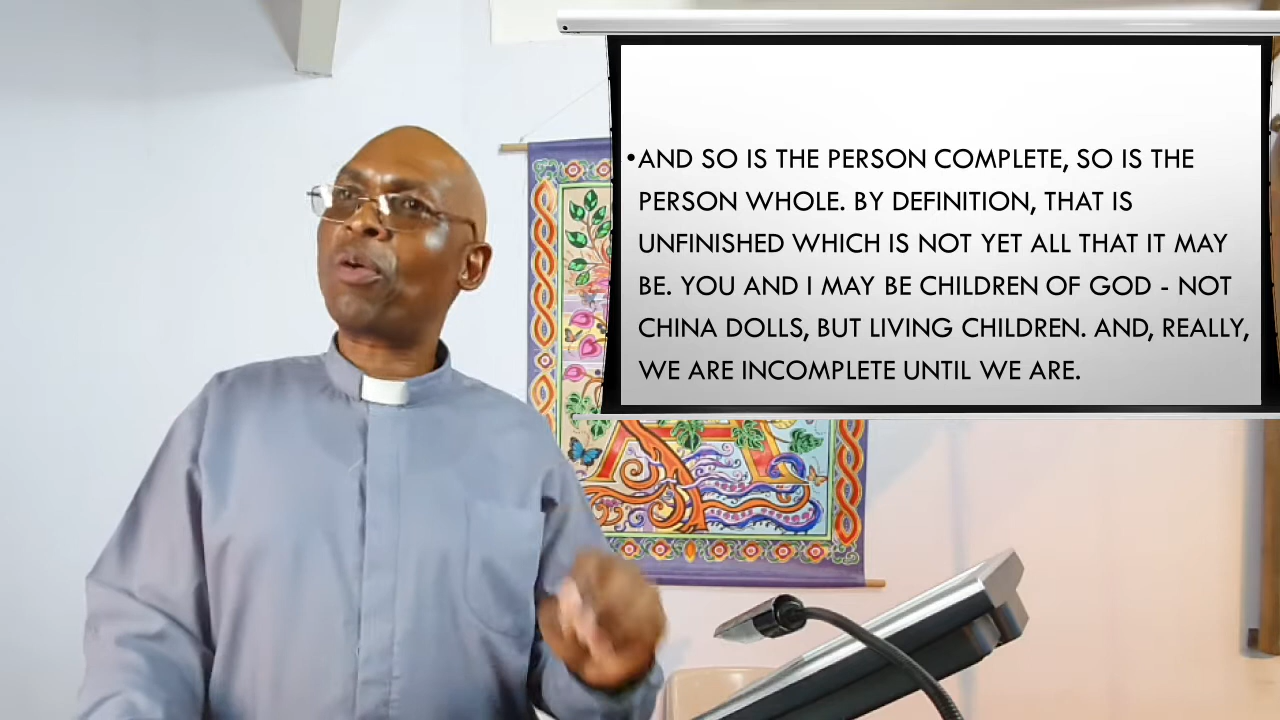 •AND SO IS THE PERSON COMPLETE, SO IS THE
PERSON WHOLE. BY DEFINITION, THAT IS
UNFINISHED WHICH IS NOT YET ALL THAT IT MAY
BE. YOU AND I MAY BE CHILDREN OF GOD - NOT
CHINA DOLLS, BUT LIVING CHILDREN. AND, REALLY,
WE ARE INCOMPLETE UNTIL WE ARE.